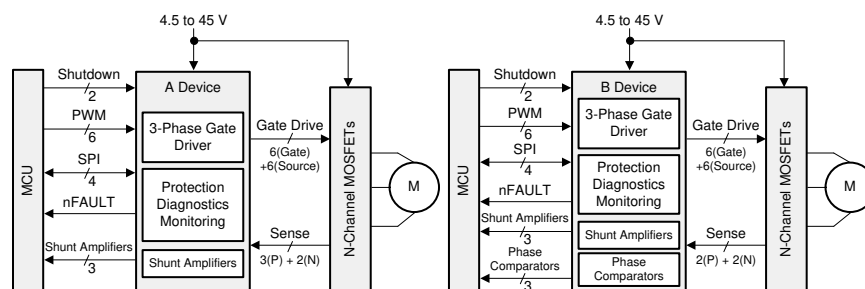 4.5 to 45 V
Shutdown
2
A Device
PWM
6
3-Phase Gate
Driver
Gate Drive
6(Gate)
+6(Source)
SPI
4
MCU
Protection
Diagnostics
Monitoring
nFAULT
N-Channel MOSFETs
M
Shunt Amplifiers
3
Shunt Amplifiers
Sense
3(P) + 2(N)
4.5 to 45 V
Shutdown
2
B Device
PWM
6
3-Phase Gate
Driver
Gate Drive
6(Gate)
+6(Source)
SPI
4
MCU
Protection
Diagnostics
Monitoring
nFAULT
N-Channel MOSFETs
M
Shunt Amplifiers
3
Shunt Amplifiers
Sense
2(P) + 2(N)
Phase
Comparators
3
Phase
Comparators